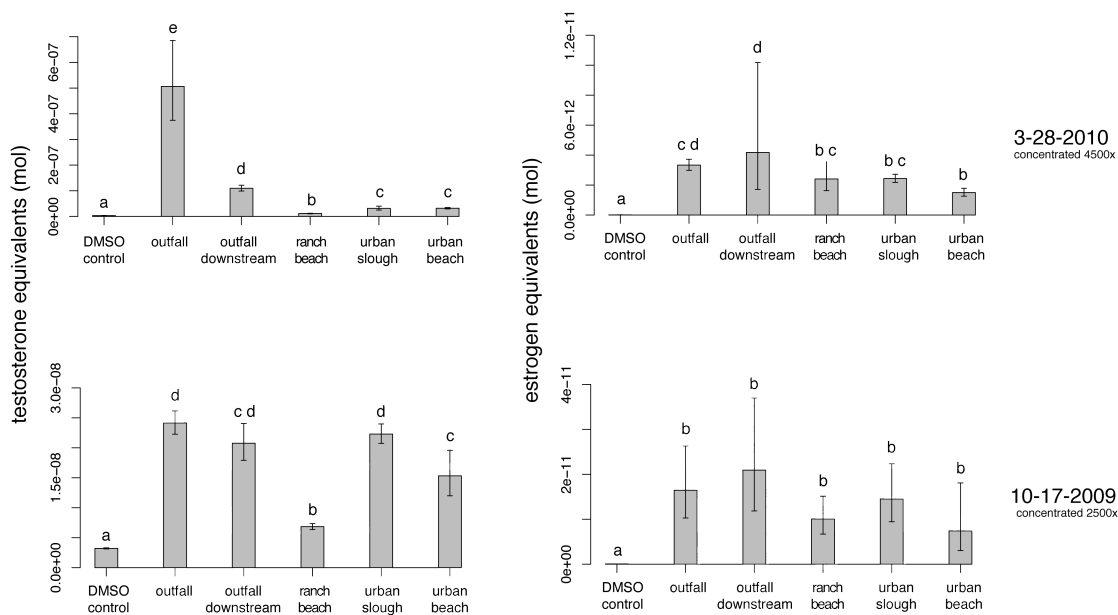 testosterone equivalents (mol)
6e−07
4e−07
2e−07
0e+00
e
d
a
b
c
c
DMSO control
outfall
outfall downstream
ranch beach
urban slough
urban beach
estrogen equivalents (mol)
1.2e−11
6.0e−12
0.0e+00
d
c d
b c
b c
b
a
DMSO control
outfall
outfall downstream
ranch beach
urban slough
urban beach
3-28-2010
concentrated 4500x
3.0e−08
1.5e−08
0.0e+00
d
c d
d
c
b
a
DMSO control
outfall
outfall downstream
ranch beach
urban slough
urban beach
4e−11
2e−11
0e+00
b
b
b
b
b
a
DMSO control
outfall
outfall downstream
ranch beach
urban slough
urban beach
10-17-2009
concentrated 2500x